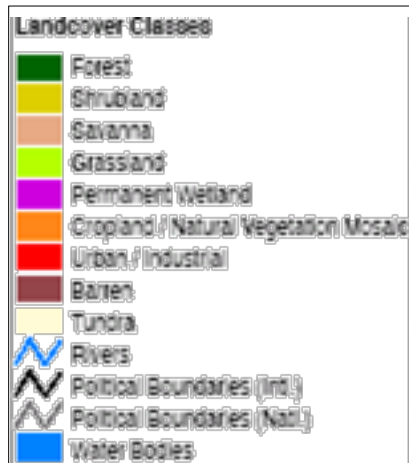 Landcover Classes
Forest
Shrubland
Savanna
Grassland
Permanent Wetland
Cropland / Natural Vegetation Mosaic
Urban / Industrial
Barren
Tundra
Rivers
Political Boundaries (Intl.)
Political Boundaries (Natl.)
Water Bodies